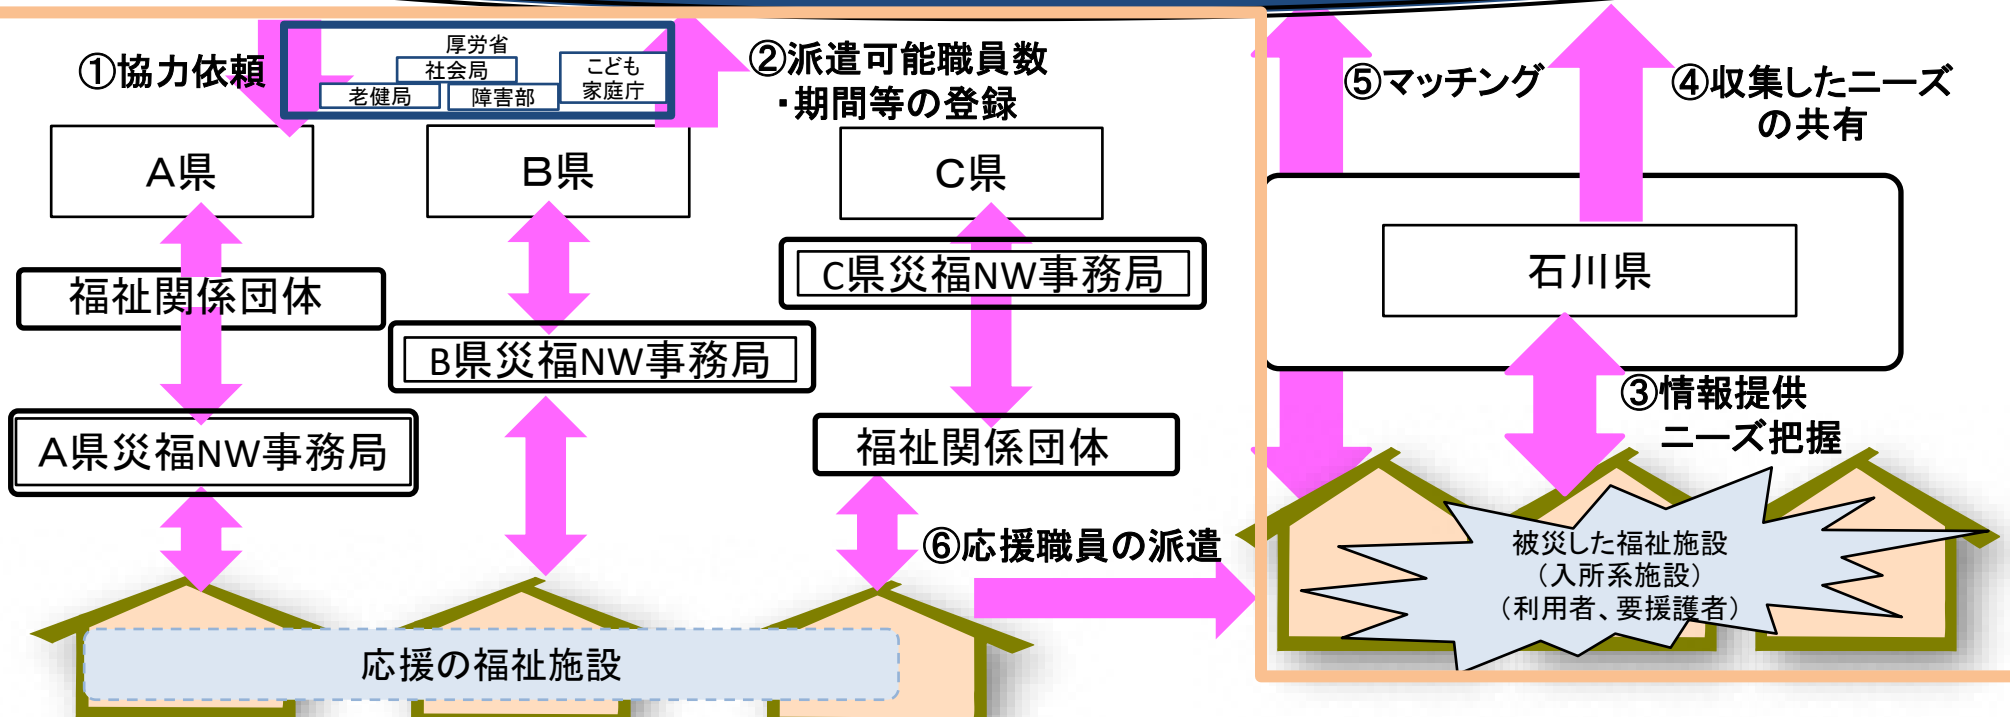 ①協力依頼
厚労省
社会局
老健局
障害部
こども
家庭庁
②派遣可能職員数
・期間等の登録
⑤マッチング
④収集したニーズ
の共有
A県
B県
C県
福祉関係団体
C県災福NW事務局
石川県
B県災福NW事務局
A県災福NW事務局
福祉関係団体
③情報提供
ニーズ把握
⑥応援職員の派遣
被災した福祉施設
（入所系施設）
（利用者、要援護者）
応援の福祉施設